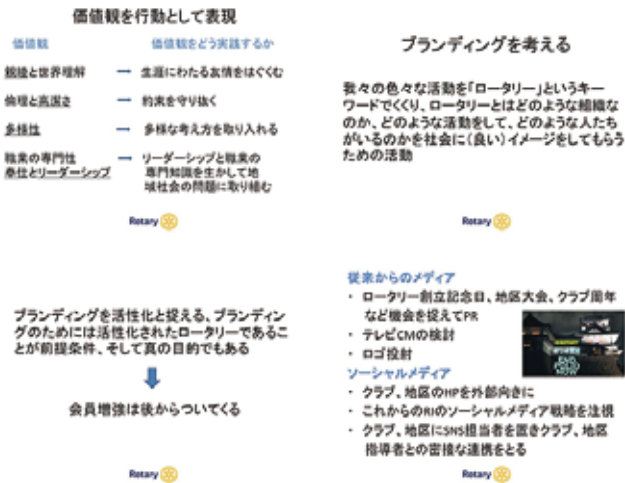 価値観を行動として表現
価値観 価値観をどう実践するか
親睦と世界理解 → 生涯にわたる友情をはぐくむ
倫理と高潔さ → 約束を守り抜く
多様性 → 多様な考え方を取り入れる
職業の専門性 → リーダーシップと職業の
奉仕とリーダーシップ 専門知識を生かして地
域社会の問題に取り組む
Rotary
ブランディングを考える
我々の色々な活動を「ロータリー」というキー
ワードでくくり、ロータリーとはどのような組織な
のか、どのような活動をして、どのような人たち
がいるのかを社会に(良い)イメージをしてもらう
ための活動
Rotary
ブランディングを活性化と捉える、ブランディン
グのためには活性化されたロータリーであるこ
とが前提条件、そして真の目的でもある
会員増強は後からついてくる
Rotary
従来からのメディア
・ ロータリー創立記念日、地区大会、クラブ周年
など機会を捉えてPR
・ テレビCMの検討
・ ロゴ投射
END
POLIO
NOW
ソーシャルメディア
・ クラブ、地区のHPを外部向きに
・ これからのRIのソーシャルメディア戦略を注視
・ クラブ、地区にSNS担当者を置きクラブ、地区
指導者との密接な連携をとる
Rotary